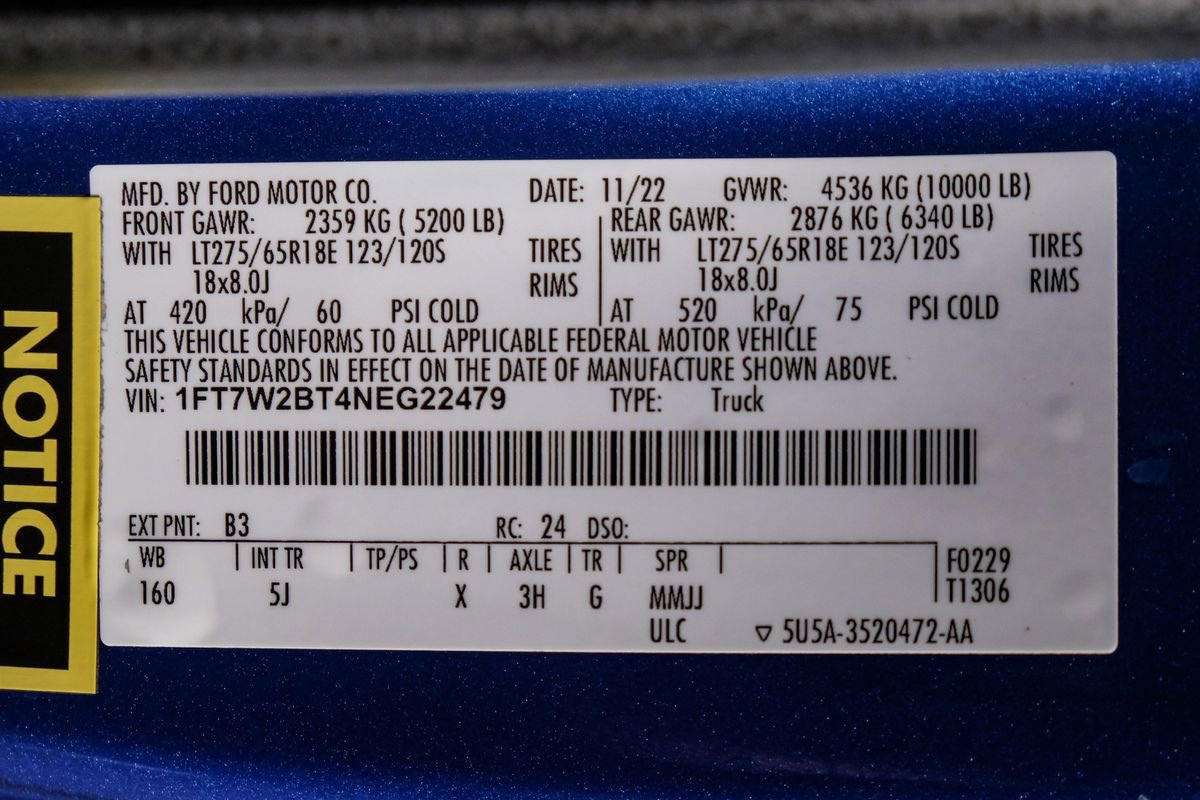 MFD. BY FORD MOTOR CO. DATE: 11/22 GVWR: 4536 KG (10000 LB)
FRONT GAWR: 2359 KG ( 5200 LB) REAR GAWR: 2876 KG ( 6340 LB)
WITH LT275/65R18E 123/120S TIRES WITH LT275/65R18E 123/120S TIRES
18x8.0J RIMS 18x8.0J RIMS
AT 420 kPa/ 60 PSI COLD AT 520 kPa/ 75 PSI COLD
THIS VEHICLE CONFORMS TO ALL APPLICABLE FEDERAL MOTOR VEHICLE
SAFETY STANDARDS IN EFFECT ON THE DATE OF MANUFACTURE SHOWN ABOVE.
VIN: 1FT7W2BT4NEG22479 TYPE: Truck
EXT PNT: B3 RC: 24 DSO:
WB INT TR TP/PS R AXLE TR SPR F0229
160 5J X 3H G MMJJ T1306
ULC ▽ 5U5A-3520472-AA
NOTICE